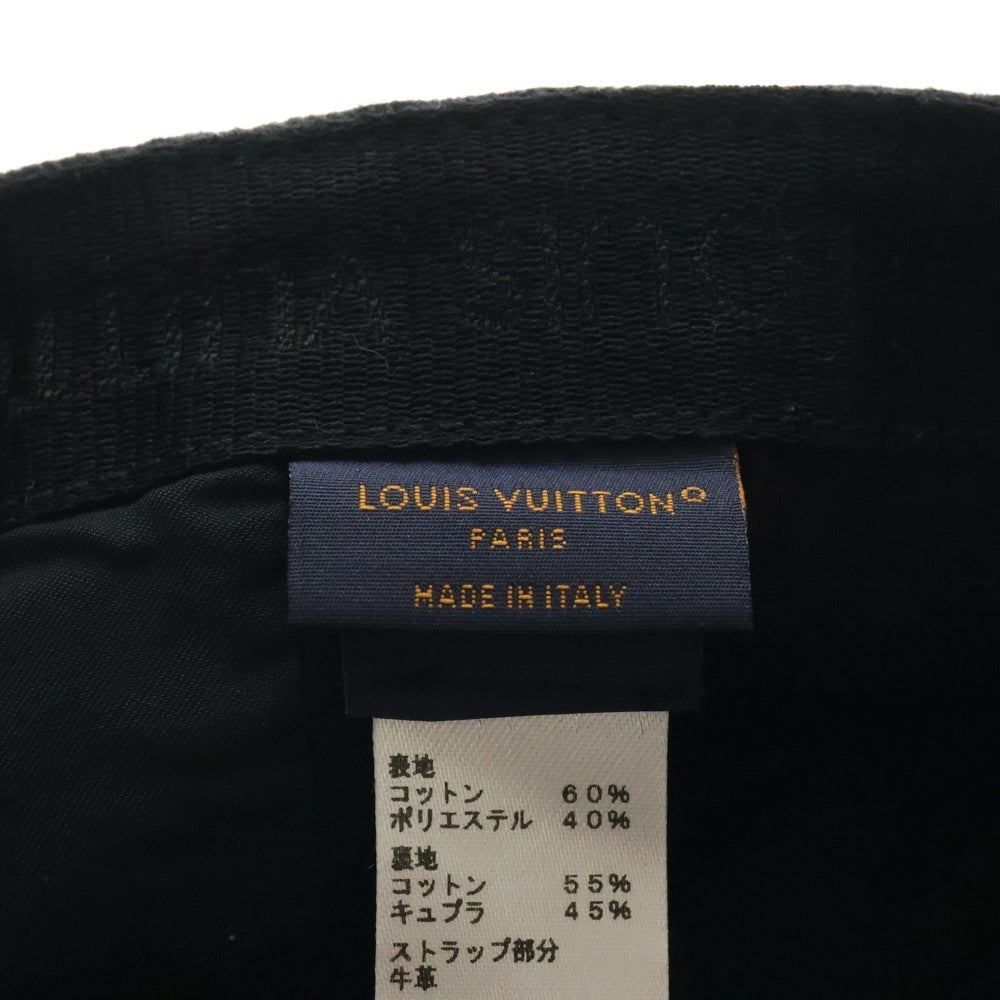 LOUIS VUITTON®
PARIS
MADE IN ITALY
表地
コットン 60%
ポリエステル 40%
裏地
コットン 55%
キュプラ 45%
ストラップ部分
牛革